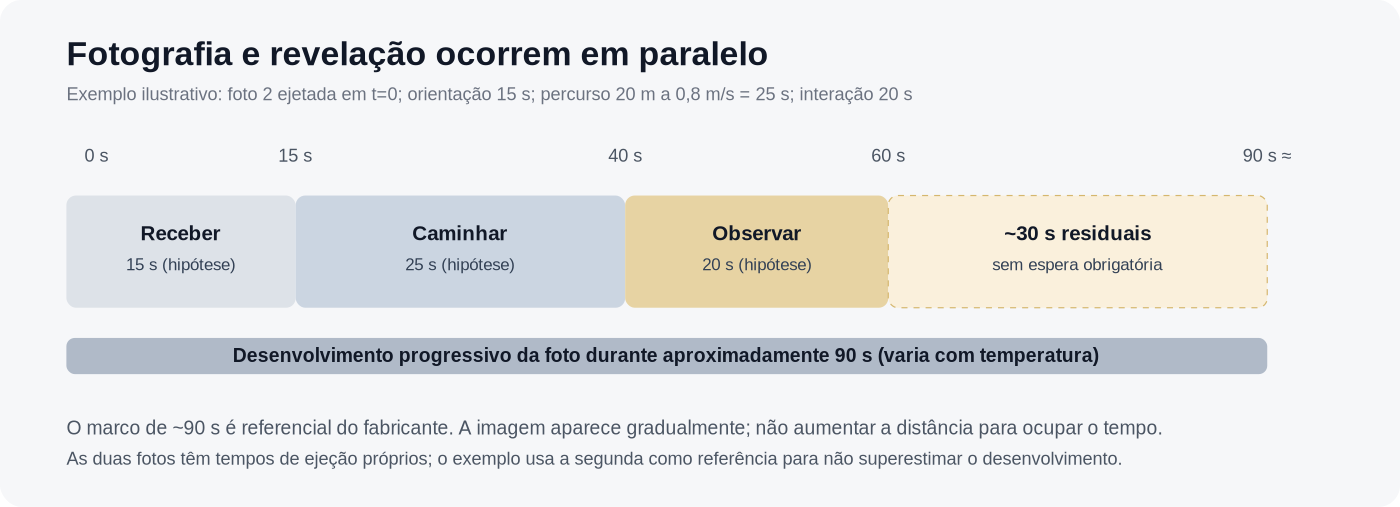 Fotografia e revelação ocorrem em paralelo
Exemplo ilustrativo: foto 2 ejetada em t=0; orientação 15 s; percurso 20 m a 0,8 m/s = 25 s; interação 20 s
0 s 15 s 40 s 60 s 90 s ≈
Receber Caminhar Observar ~30 s residuais
15 s (hipótese) 25 s (hipótese) 20 s (hipótese) sem espera obrigatória
Desenvolvimento progressivo da foto durante aproximadamente 90 s (varia com temperatura)
O marco de ~90 s é referencial do fabricante. A imagem aparece gradualmente; não aumentar a distância para ocupar o tempo.
As duas fotos têm tempos de ejeção próprios; o exemplo usa a segunda como referência para não superestimar o desenvolvimento.